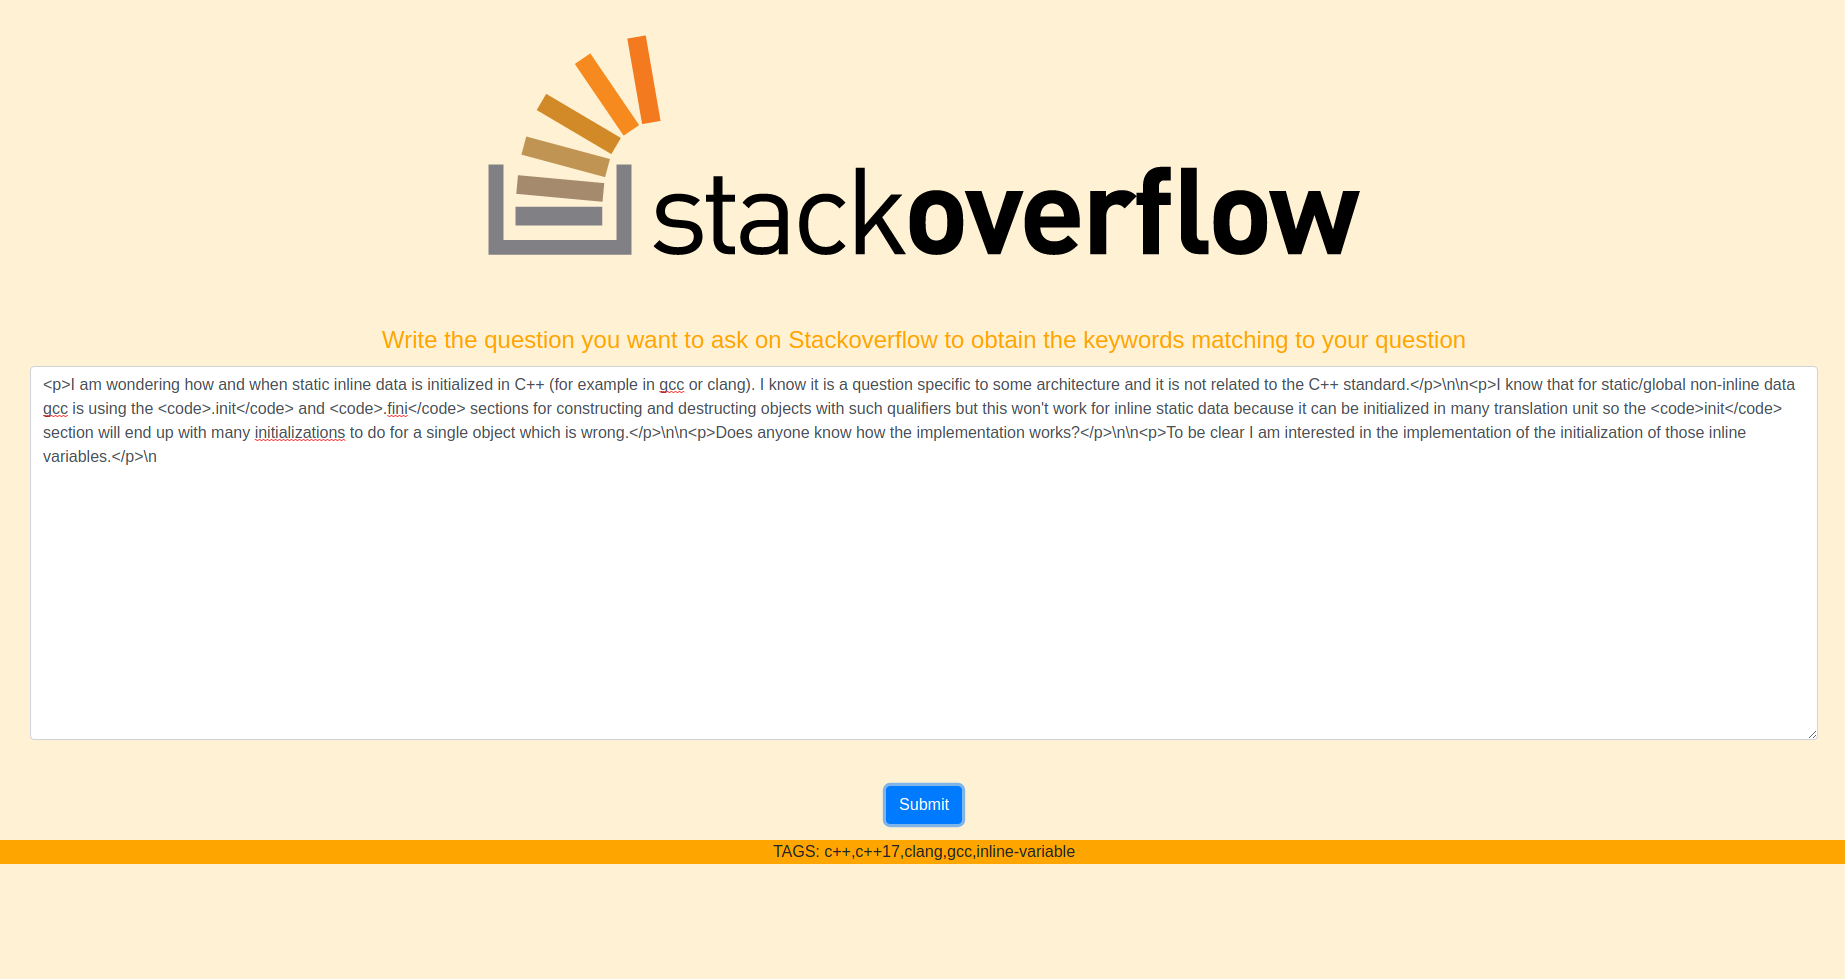 stackoverflow
Write the question you want to ask on Stackoverflow to obtain the keywords matching to your question
<p>I am wondering how and when static inline data is initialized in C++ (for example in gcc or clang). I know it is a question specific to some architecture and it is not related to the C++ standard.</p>\n\n<p>I know that for static/global non-inline data
gcc is using the <code>.init</code> and <code>.fini</code> sections for constructing and destructing objects with such qualifiers but this won't work for inline static data because it can be initialized in many translation unit so the <code>init</code>
section will end up with many initializations to do for a single object which is wrong.</p>\n\n<p>Does anyone know how the implementation works?</p>\n\n<p>To be clear I am interested in the implementation of the initialization of those inline
variables.</p>\n
Submit
TAGS: c++,c++17,clang,gcc,inline-variable